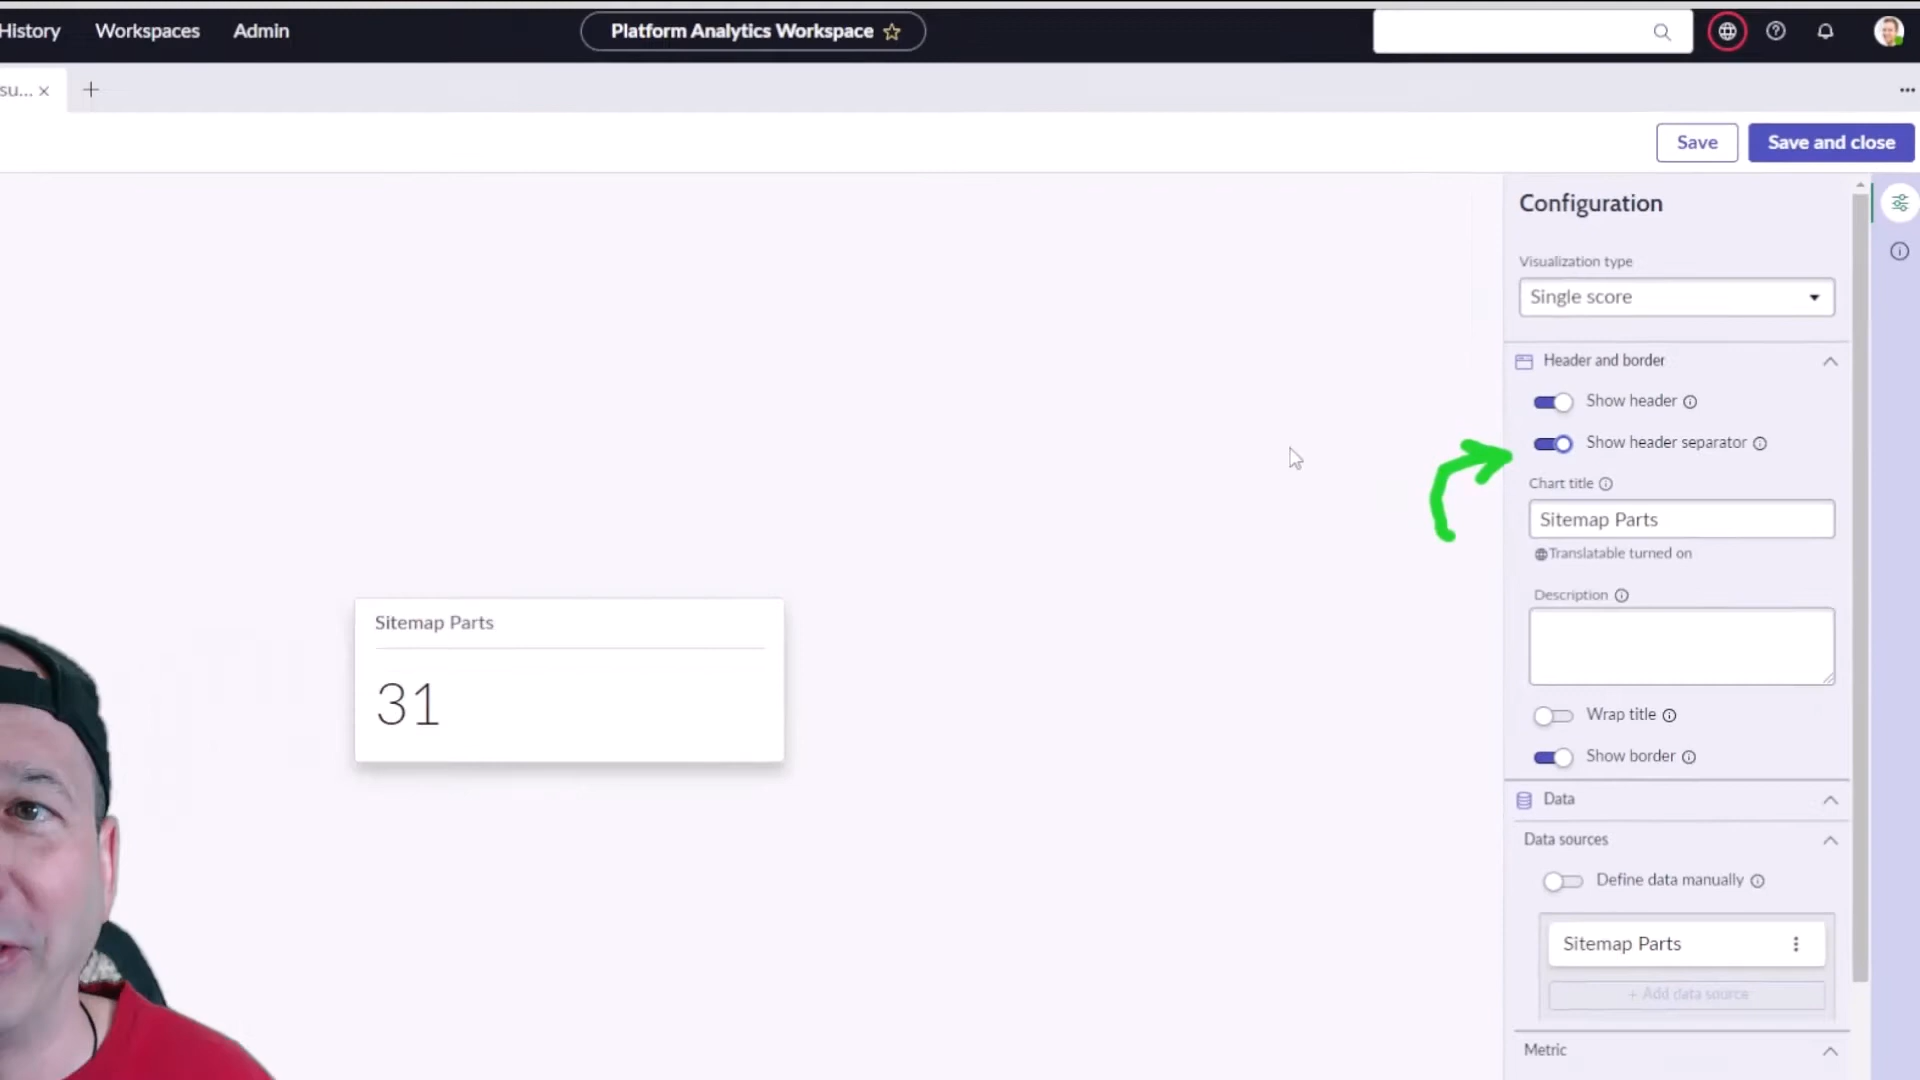 History Workspaces Admin Platform Analytics Workspace
su...
Save Save and close
Configuration
Visualization type
Single score
Header and border
Show header
Show header separator
Chart title
Sitemap Parts
Translatable turned on
Description
Sitemap Parts
31
Wrap title
Show border
Data
Data sources
Define data manually
Sitemap Parts
+ Add data source
Metric